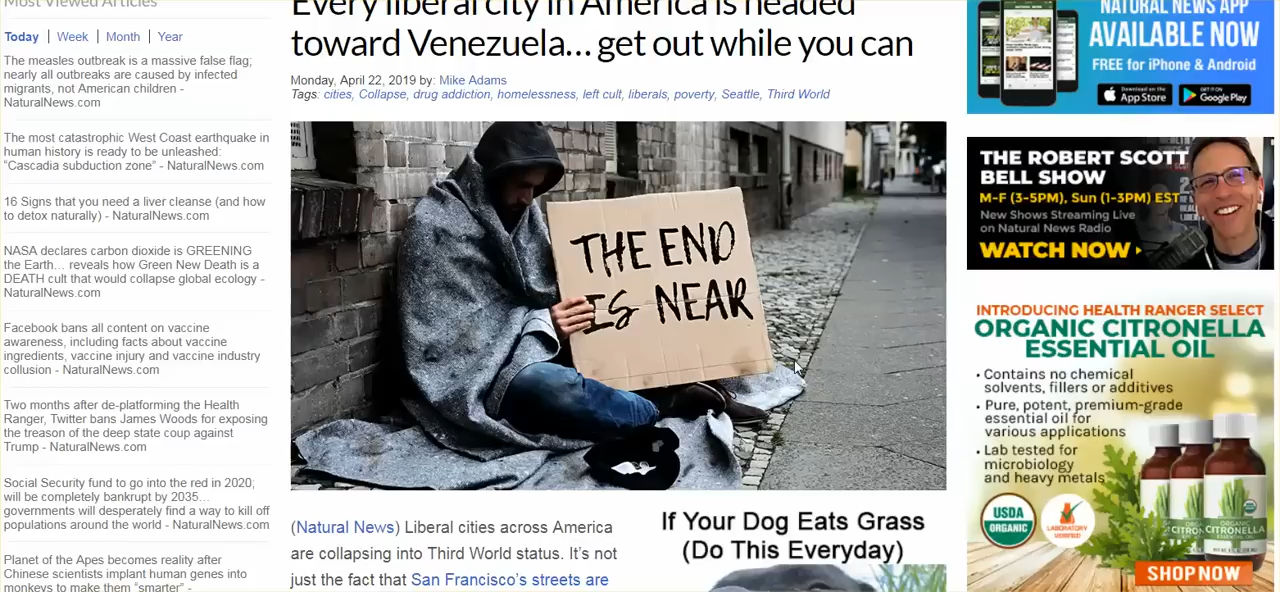 Most Viewed Articles
Today | Week | Month | Year
The measles outbreak is a massive false flag;
nearly all outbreaks are caused by infected
migrants, not American children -
NaturalNews.com
The most catastrophic West Coast earthquake in
human history is ready to be unleashed:
“Cascadia subduction zone” - NaturalNews.com
16 Signs that you need a liver cleanse (and how
to detox naturally) - NaturalNews.com
NASA declares carbon dioxide is GREENING
the Earth… reveals how Green New Death is a
DEATH cult that would collapse global ecology -
NaturalNews.com
Facebook bans all content on vaccine
awareness, including facts about vaccine
ingredients, vaccine injury and vaccine industry
collusion - NaturalNews.com
Two months after de-platforming the Health
Ranger, Twitter bans James Woods for exposing
the treason of the deep state coup against
Trump - NaturalNews.com
Social Security fund to go into the red in 2020;
will be completely bankrupt by 2035…
governments will desperately find a way to kill off
populations around the world - NaturalNews.com
Planet of the Apes becomes reality after
Chinese scientists implant human genes into
monkeys to make them “smarter” -
Every liberal city in America is headed
toward Venezuela… get out while you can
Monday, April 22, 2019 by: Mike Adams
Tags: cities, Collapse, drug addiction, homelessness, left cult, liberals, poverty, Seattle, Third World
THE END
IS NEAR
(Natural News) Liberal cities across America
are collapsing into Third World status. It’s not
just the fact that San Francisco’s streets are
If Your Dog Eats Grass
(Do This Everyday)
NATURAL NEWS APP
AVAILABLE NOW
FREE for iPhone & Android
Download on the
App Store
GET IT ON
Google Play
THE ROBERT SCOTT
BELL SHOW
M-F (3-5PM), Sun (1-3PM) EST
New Shows Streaming Live
on Natural News Radio
WATCH NOW
INTRODUCING HEALTH RANGER SELECT
ORGANIC CITRONELLA
ESSENTIAL OIL
• Contains no chemical
solvents, fillers or additives
• Pure, potent, premium-grade
essential oil for
various applications
• Lab tested for
microbiology
and heavy metals
USDA
ORGANIC
LABORATORY
VERIFIED
ORGANIC
CITRONELLA
SHOP NOW